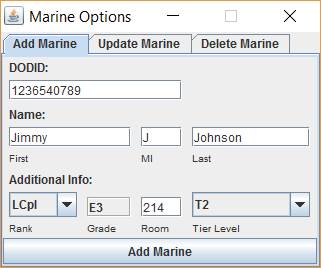 Marine Options
Add Marine Update Marine Delete Marine
DODID:
1236540789
Name:
Jimmy J Johnson
First MI Last
Additional Info:
LCpl E3 214 T2
Rank Grade Room Tier Level
Add Marine